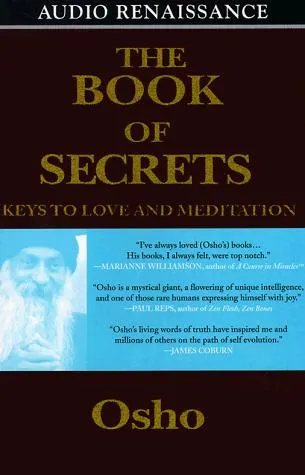 AUDIO RENAISSANCE
THE
BOOK
OF
SECRETS
KEYS TO LOVE AND MEDITATION
"I've always loved (Osho's) books...
His books, I always felt, were top notch."
—MARIANNE WILLIAMSON, author of A Course in Miracles™
"Osho is a mystical giant, a flowering of unique intelligence,
and one of those rare humans expressing himself with joy."
—PAUL REPS, author of Zen Flesh, Zen Bones
"Osho's living words of truth have inspired me and
millions of others on the path of self evolution."
—JAMES COBURN
Osho